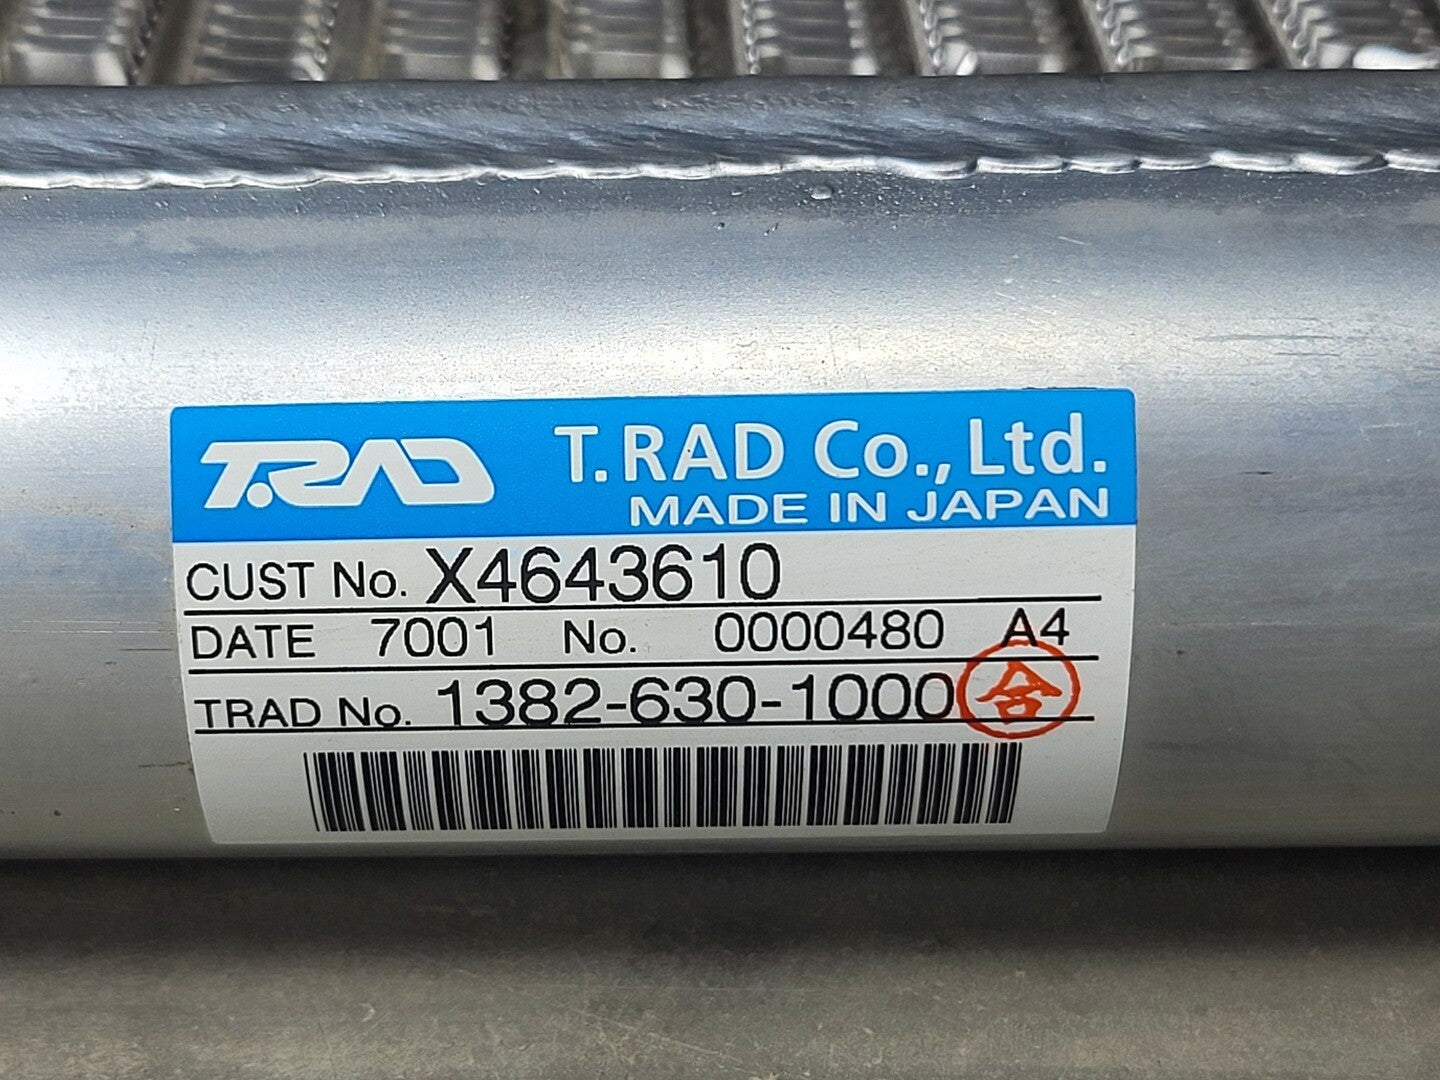 T.RAD T.RAD Co., Ltd.
MADE IN JAPAN
CUST No. X4643610
DATE 7001 No. 0000480 A4
TRAD No. 1382-630-1000 合